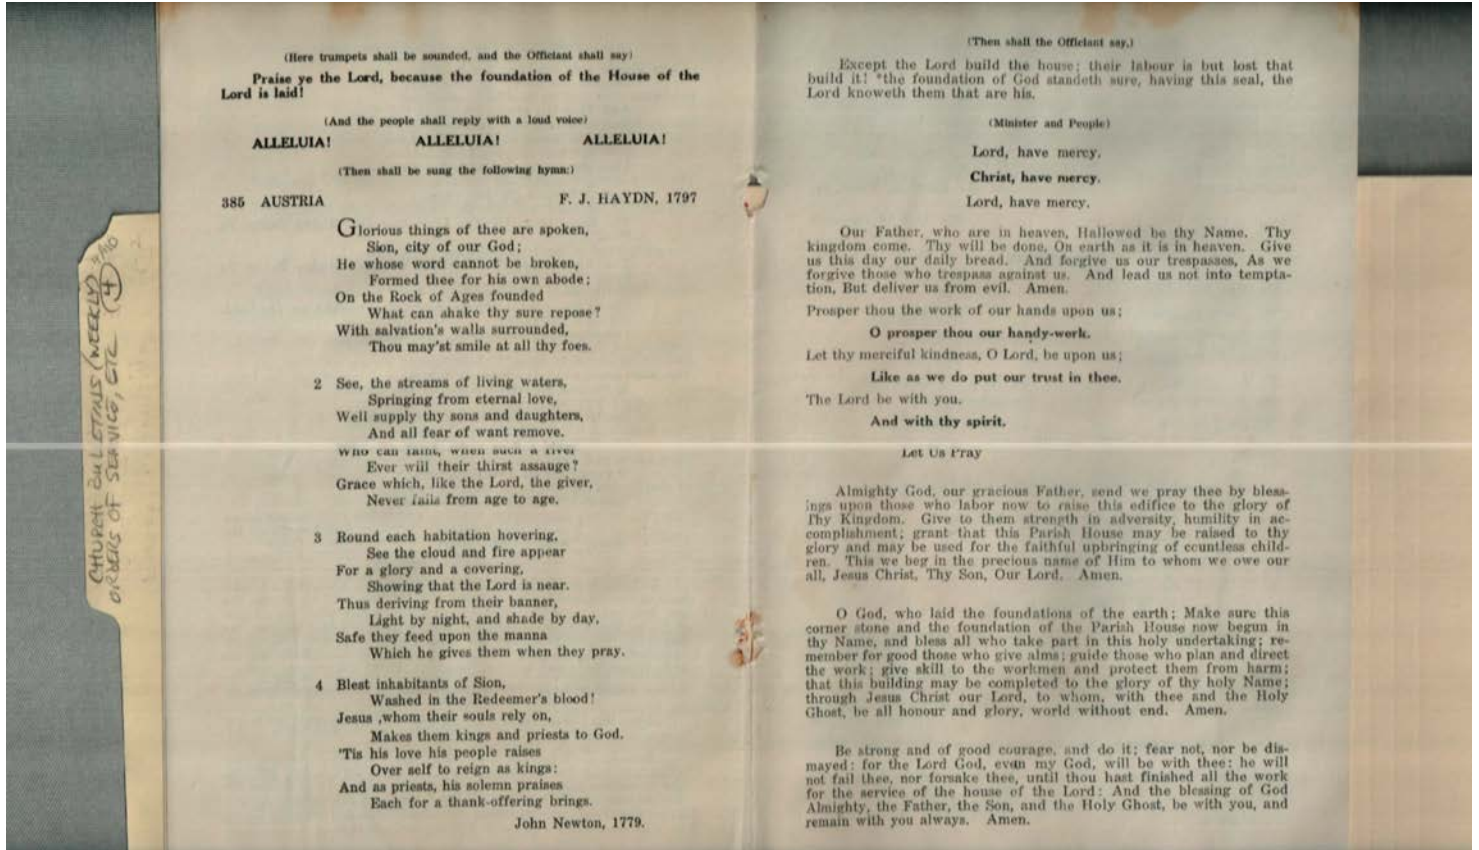 (Here trumpets shall be sounded, and the Officiant shall say)
Praise ye the Lord, because the foundation of the House of the
Lord is laid!
(And the people shall reply with a loud voice)
ALLELUIA! ALLELUIA! ALLELUIA!
(Then shall be sung the following hymn:)
385 AUSTRIA F. J. HAYDN, 1797
Glorious things of thee are spoken,
Sion, city of our God;
He whose word cannot be broken,
Formed thee for his own abode;
On the Rock of Ages founded
What can shake thy sure repose?
With salvation's walls surrounded,
Thou may'st smile at all thy foes.
2 See, the streams of living waters,
Springing from eternal love,
Well supply thy sons and daughters,
And all fear of want remove.
Who can faint, when such a river
Ever will their thirst assauge?
Grace which, like the Lord, the giver,
Never fails from age to age.
3 Round each habitation hovering,
See the cloud and fire appear
For a glory and a covering,
Showing that the Lord is near.
Thus deriving from their banner,
Light by night, and shade by day,
Safe they feed upon the manna
Which he gives them when they pray.
4 Blest inhabitants of Sion,
Washed in the Redeemer's blood!
Jesus ,whom their souls rely on,
Makes them kings and priests to God.
'Tis his love his people raises
Over self to reign as kings:
And as priests, his solemn praises
Each for a thank-offering brings.
John Newton, 1779.
(Then shall the Officiant say,)
Except the Lord build the house; their labour is but lost that
build it! *the foundation of God standeth sure, having this seal, the
Lord knoweth them that are his.
(Minister and People)
Lord, have mercy.
Christ, have mercy.
Lord, have mercy.
Our Father, who are in heaven, Hallowed be thy Name. Thy
kingdom come. Thy will be done, On earth as it is in heaven. Give
us this day our daily bread. And forgive us our trespasses, As we
forgive those who trespass against us. And lead us not into tempta-
tion, But deliver us from evil. Amen.
Prosper thou the work of our hands upon us;
O prosper thou our handy-work.
Let thy merciful kindness, O Lord, be upon us;
Like as we do put our trust in thee.
The Lord be with you.
And with thy spirit.
Let Us Pray
Almighty God, our gracious Father, send we pray thee by bless-
ings upon those who labor now to raise this edifice to the glory of
Thy Kingdom. Give to them strength in adversity, humility in ac-
complishment; grant that this Parish House may be raised to thy
glory and may be used for the faithful upbringing of countless child-
ren. This we beg in the precious name of Him to whom we owe our
all, Jesus Christ, Thy Son, Our Lord. Amen.
O God, who laid the foundations of the earth; Make sure this
corner stone and the foundation of the Parish House now begun in
thy Name, and bless all who take part in this holy undertaking; re-
member for good those who give alms; guide those who plan and direct
the work; give skill to the workmen and protect them from harm;
that this building may be completed to the glory of thy holy Name;
through Jesus Christ our Lord, to whom, with thee and the Holy
Ghost, be all honour and glory, world without end. Amen.
Be strong and of good courage, and do it; fear not, nor be dis-
mayed: for the Lord God, even my God, will be with thee: he will
not fail thee, nor forsake thee, until thou hast finished all the work
for the service of the house of the Lord: And the blessing of God
Almighty, the Father, the Son, and the Holy Ghost, be with you, and
remain with you always. Amen.
CHURCH BULLETINS (WEEKLY)
ORDERS OF SERVICE, ETC (4)